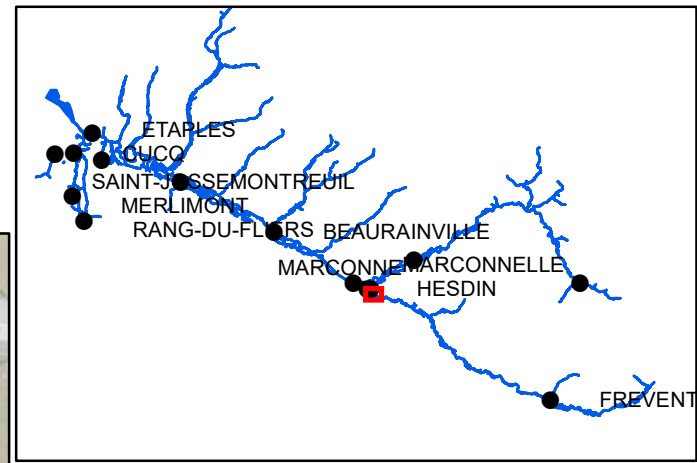 ETAPLES
CUCQ
SAINT-JOSSE
MONTREUIL
MERLIMONT
RANG-DU-FLIERS
BEAURAINVILLE
MARCONNE
MARCONNELLE
HESDIN
FREVENT